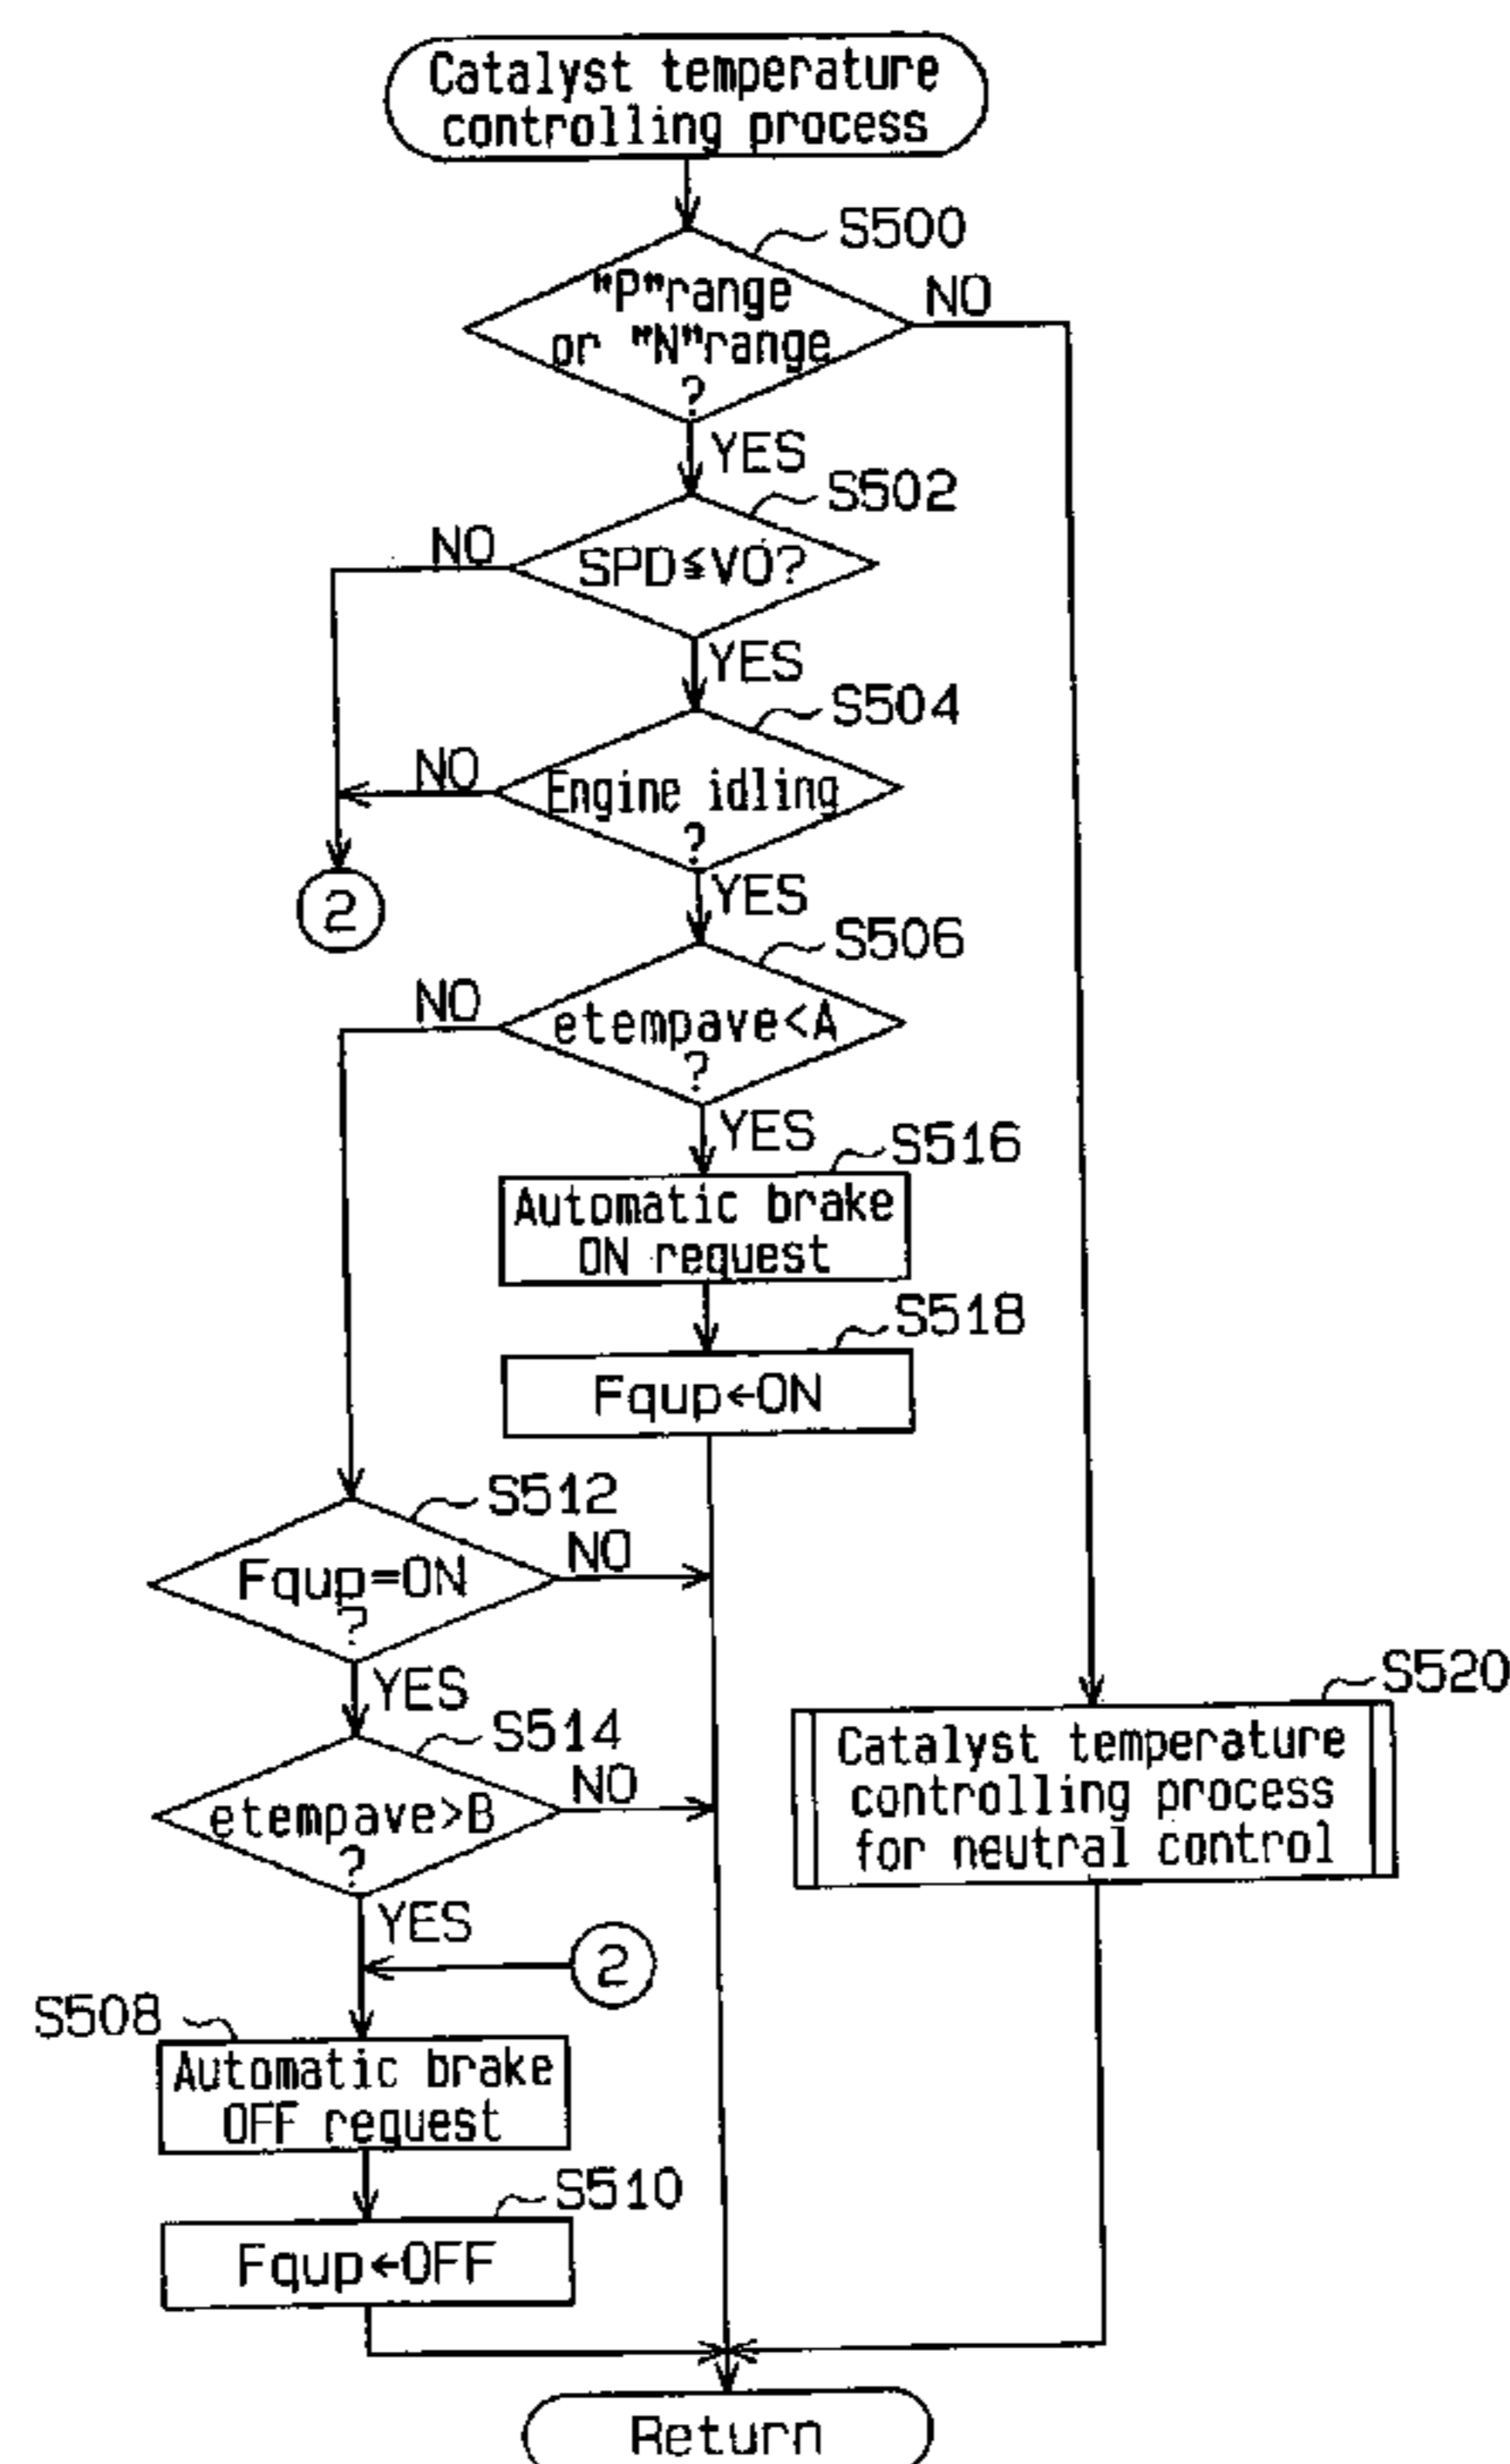 Catalyst temperature
controlling process
S500
"P"range
or "N"range
?
NO
YES
S502
SPD≦V0?
NO
YES
S504
Engine idling
?
NO
YES
2
S506
etempave<A
?
NO
YES
S516
Automatic brake
ON request
S518
Fqup←ON
S512
Fqup=ON
?
NO
YES
S514
etempave>B
?
NO
YES
2
S520
Catalyst temperature
controlling process
for neutral control
S508
Automatic brake
OFF request
S510
Fqup←OFF
Return